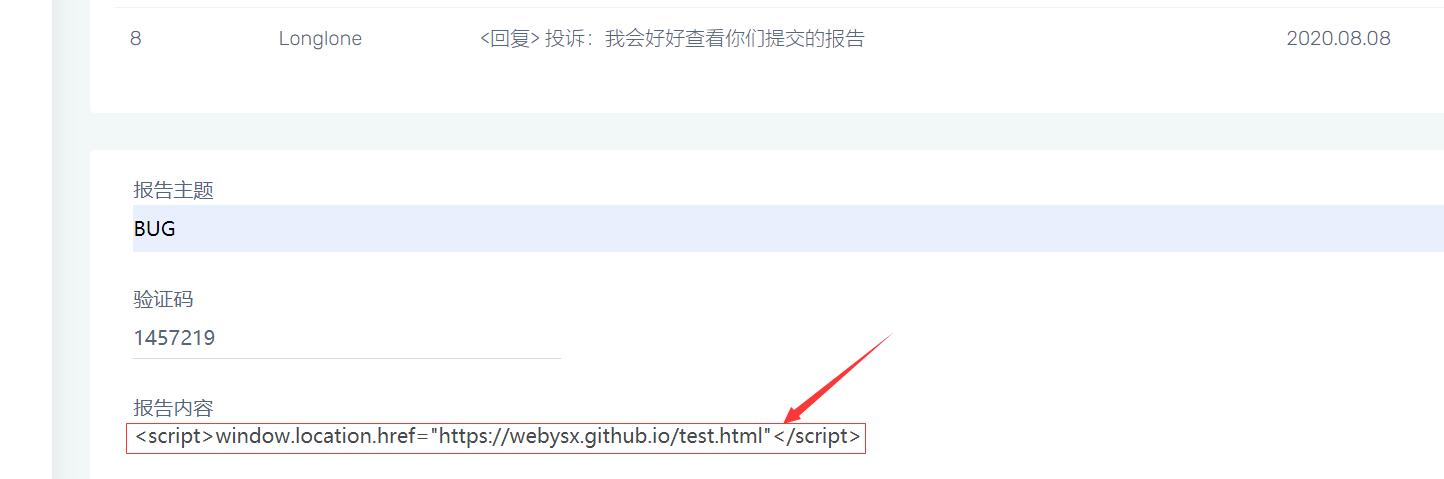 8 Longlone <回复> 投诉：我会好好查看你们提交的报告 2020.08.08
报告主题
BUG
验证码
1457219
报告内容
<script>window.location.href="https://webysx.github.io/test.html"</script>